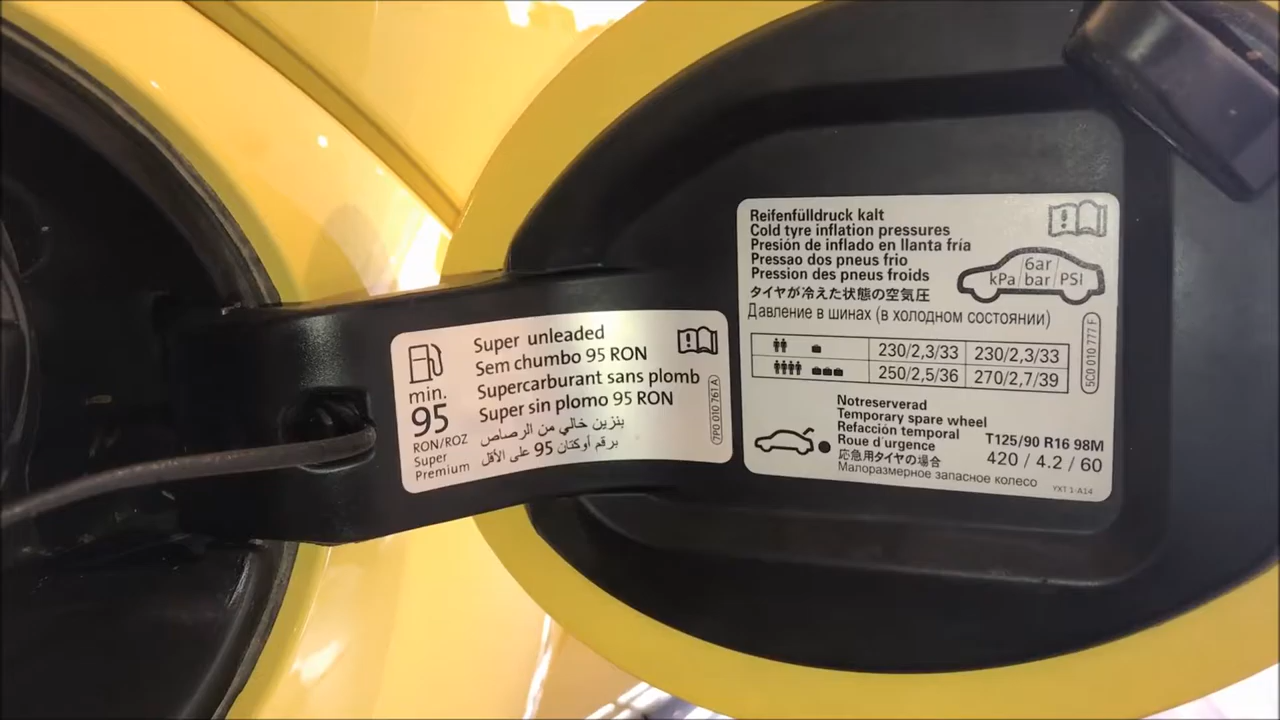 min.
95
RON/ROZ
Super
Premium
Super unleaded
Sem chumbo 95 RON
Supercarburant sans plomb
Super sin plomo 95 RON
بنزين خالي من الرصاص
برقم أوكتان 95 على الأقل
7P0 010 761 A
Reifenfülldruck kalt
Cold tyre inflation pressures
Presión de inflado en llanta fría
Pressao dos pneus frio
Pression des pneus froids
タイヤが冷えた状態の空気圧
Давление в шинах (в холодном состоянии)
6ar
kPa/bar/PSI
230/2,3/33 230/2,3/33
250/2,5/36 270/2,7/39
5C0 010 777 F
Notreserverad
Temporary spare wheel
Refacción temporal
Roue d´urgence
応急用タイヤの場合
Малоразмерное запасное колесо
T125/90 R16 98M
420 / 4.2 / 60
YXT 1-A14